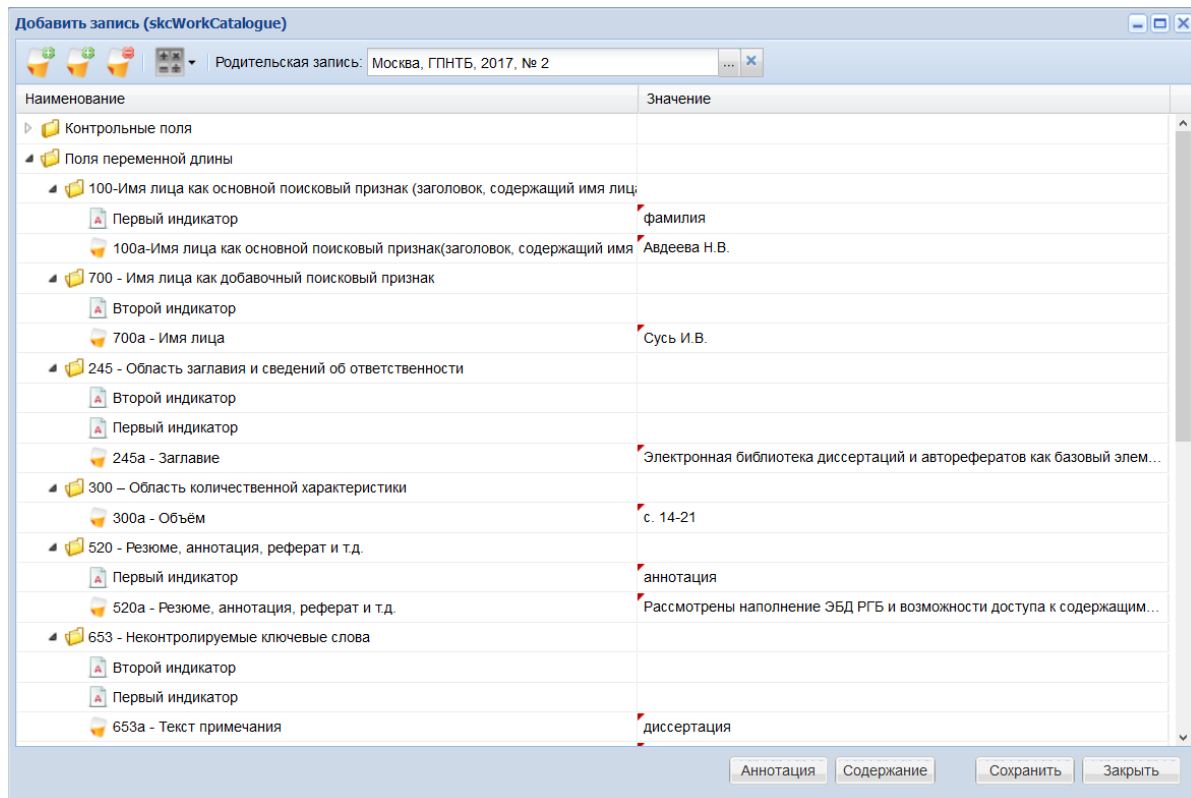 Добавить запись (skcWorkCatalogue)
Родительская запись: Москва, ГПНТБ, 2017, № 2 ...
Наименование Значение
Контрольные поля
Поля переменной длины
100-Имя лица как основной поисковый признак (заголовок, содержащий имя лица
Первый индикатор фамилия
100a-Имя лица как основной поисковый признак(заголовок, содержащий имя Авдеева Н.В.
700 - Имя лица как добавочный поисковый признак
Второй индикатор
700a - Имя лица Сусь И.В.
245 - Область заглавия и сведений об ответственности
Второй индикатор
Первый индикатор
245a - Заглавие Электронная библиотека диссертаций и авторефератов как базовый элем...
300 – Область количественной характеристики
300a - Объём с. 14-21
520 - Резюме, аннотация, реферат и т.д.
Первый индикатор аннотация
520a - Резюме, аннотация, реферат и т.д. Рассмотрены наполнение ЭБД РГБ и возможности доступа к содержащим...
653 - Неконтролируемые ключевые слова
Второй индикатор
Первый индикатор
653a - Текст примечания диссертация
Аннотация Содержание Сохранить Закрыть